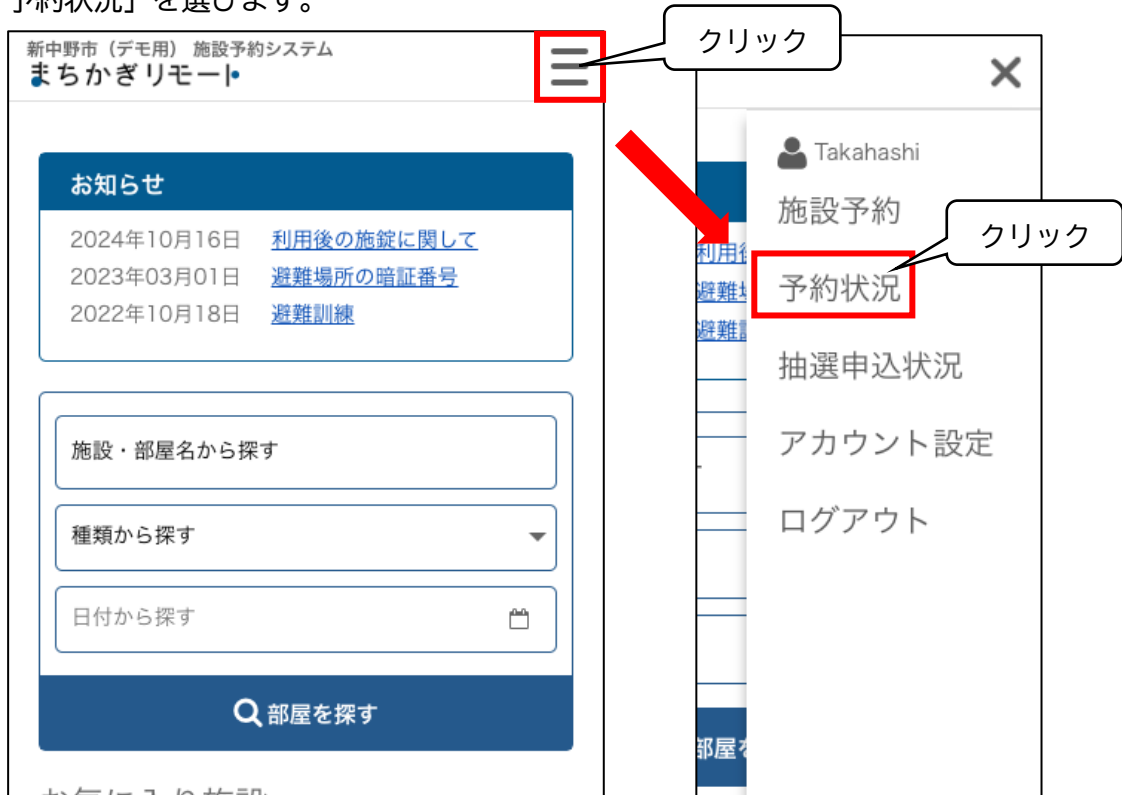 予約状況」を選びます。
新中野市（デモ用） 施設予約システム
まちかぎリモート
クリック
お知らせ
2024年10月16日 利用後の施錠に関して
2023年03月01日 避難場所の暗証番号
2022年10月18日 避難訓練
施設・部屋名から探す
種類から探す
日付から探す
部屋を探す
Takahashi
施設予約
クリック
予約状況
抽選申込状況
アカウント設定
ログアウト
利用後
避難
避難
部屋を